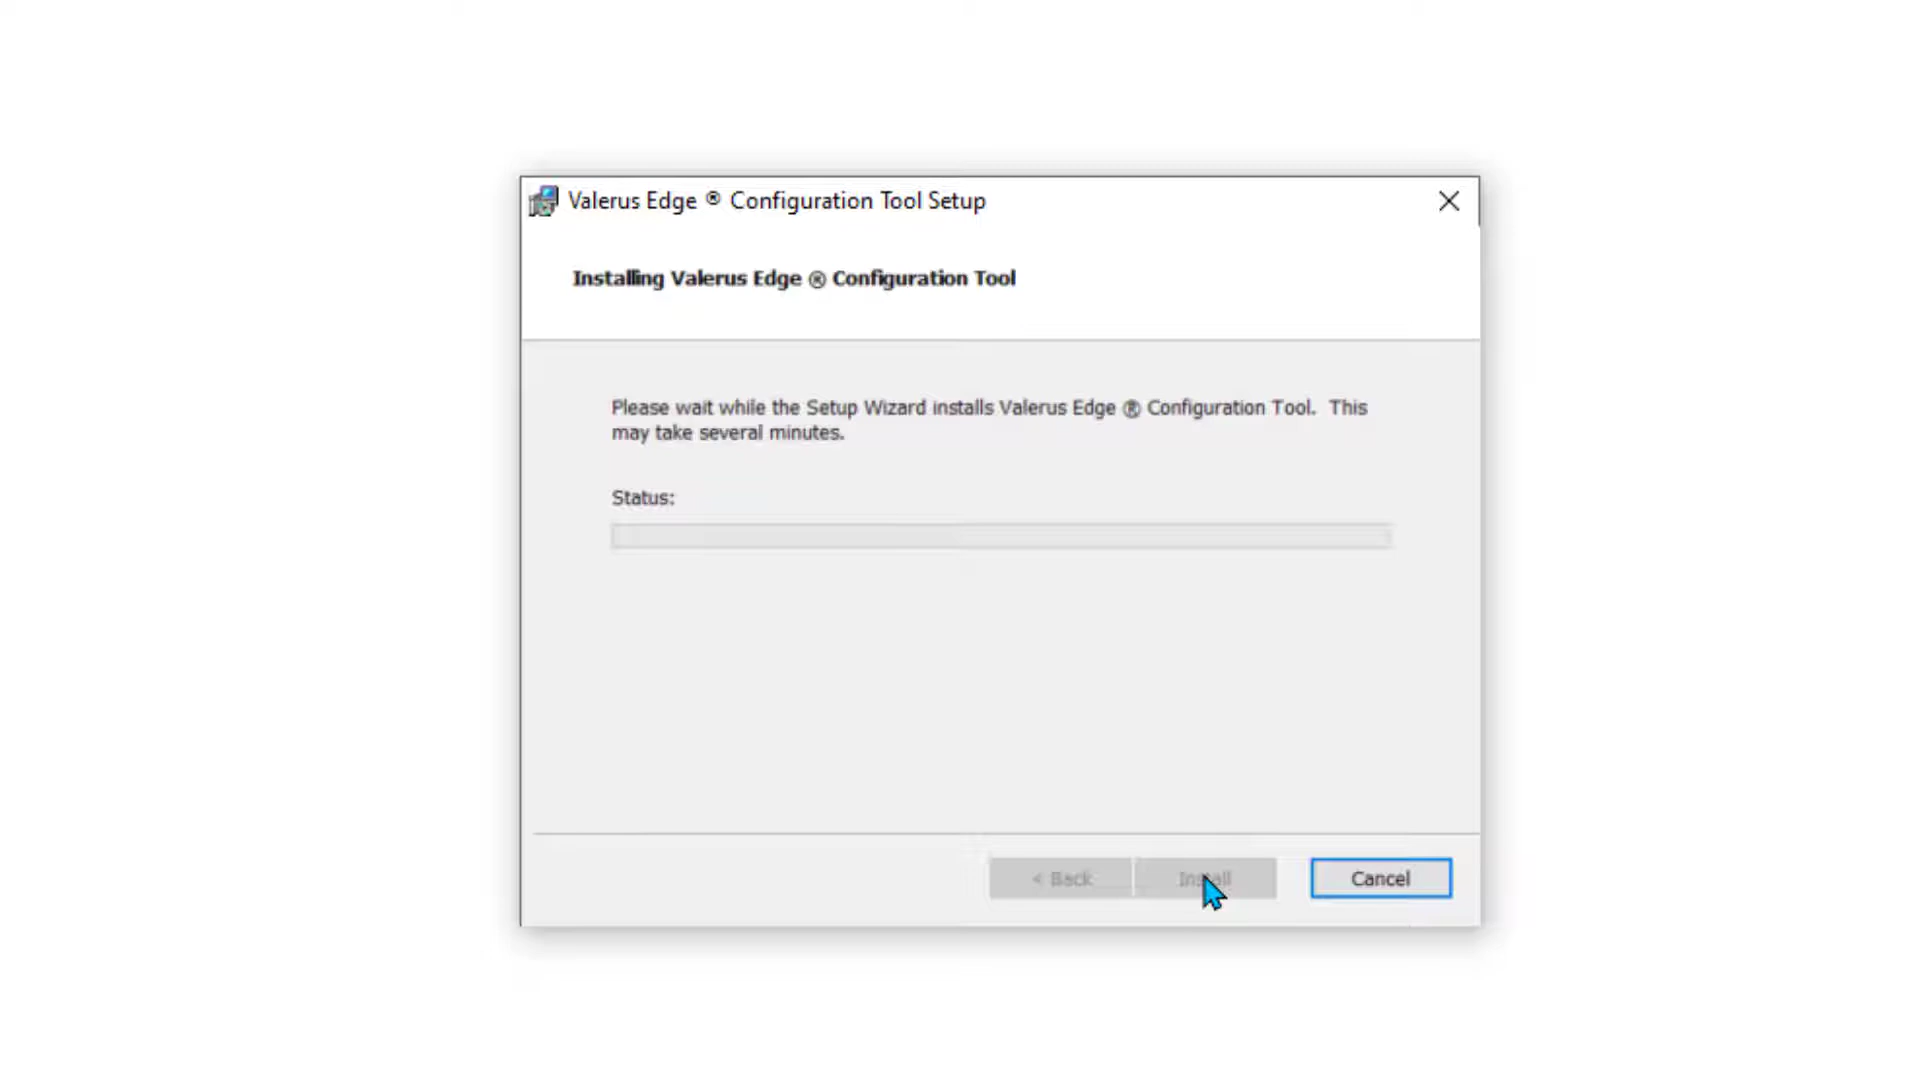 Valerus Edge ® Configuration Tool Setup
Installing Valerus Edge ® Configuration Tool
Please wait while the Setup Wizard installs Valerus Edge ® Configuration Tool. This
may take several minutes.
Status:
< Back
Install
Cancel